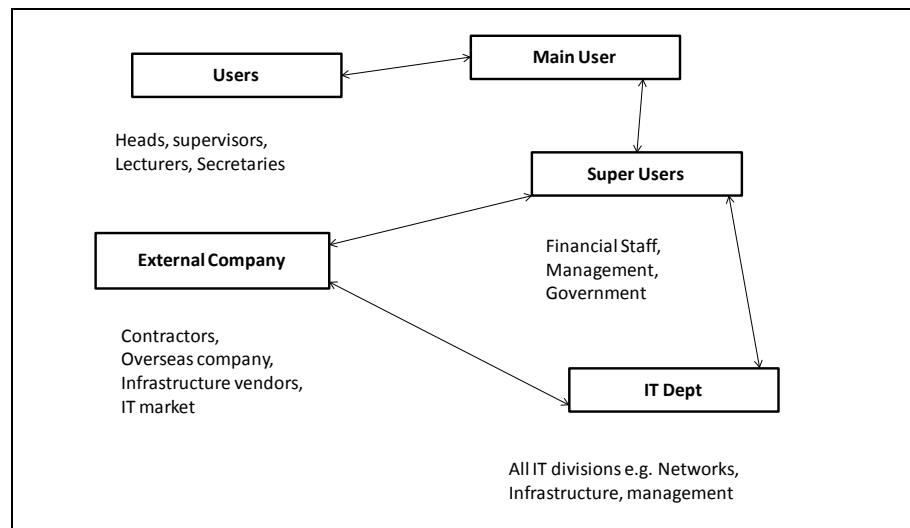 Users
Main User
Heads, supervisors,
Lecturers, Secretaries
Super Users
External Company
Financial Staff,
Management,
Government
Contractors,
Overseas company,
Infrastructure vendors,
IT market
IT Dept
All IT divisions e.g. Networks,
Infrastructure, management